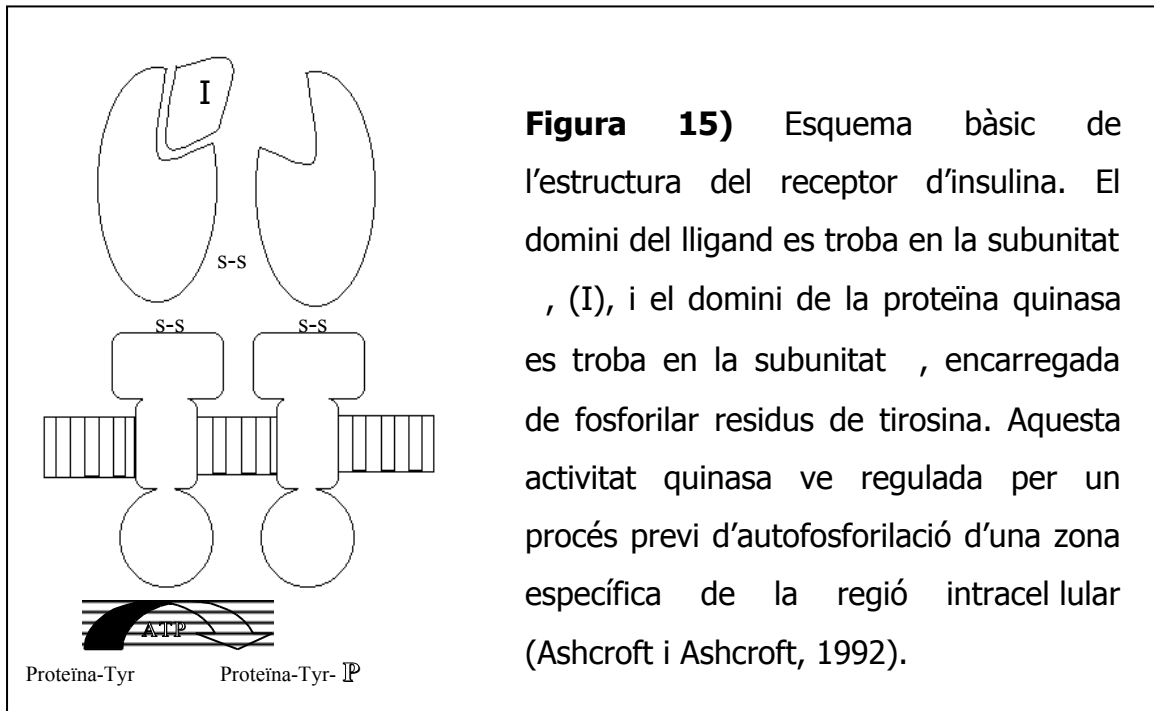 I
s-s
s-s s-s
ATP
Proteïna-Tyr Proteïna-Tyr- ℙ
Figura 15) Esquema bàsic de
l’estructura del receptor d’insulina. El
domini del lligand es troba en la subunitat
, (I), i el domini de la proteïna quinasa
es troba en la subunitat , encarregada
de fosforilar residus de tirosina. Aquesta
activitat quinasa ve regulada per un
procés previ d’autofosforilació d’una zona
específica de la regió intracel lular
(Ashcroft i Ashcroft, 1992).